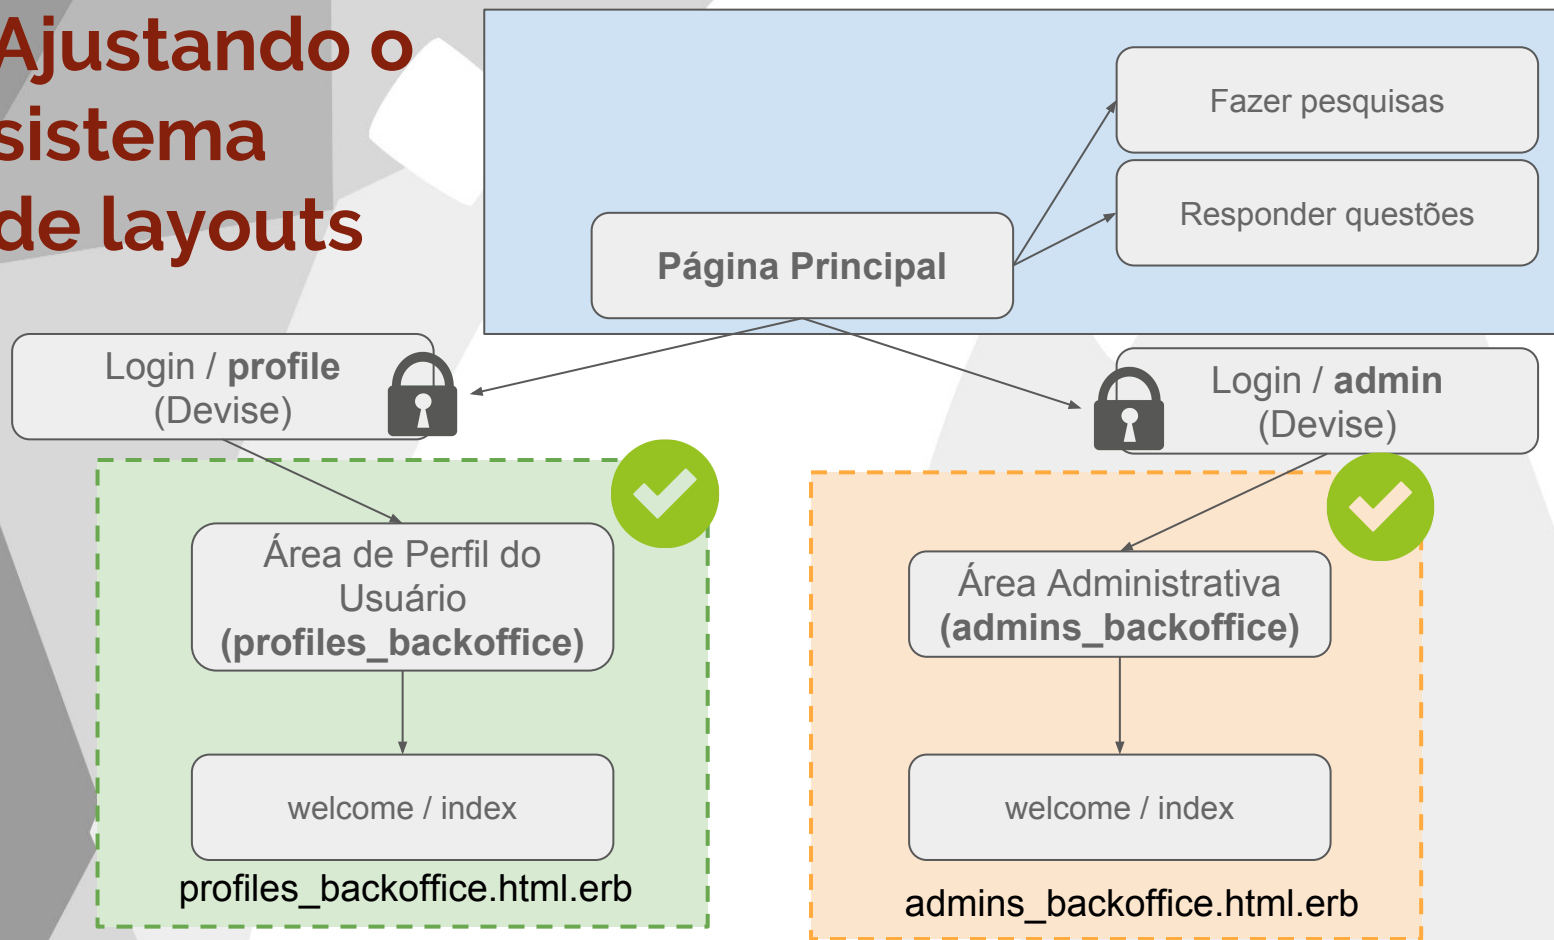 Ajustando o
sistema
de layouts
Fazer pesquisas
Responder questões
Página Principal
Login / profile
(Devise)
Login / admin
(Devise)
Área de Perfil do
Usuário
(profiles_backoffice)
Área Administrativa
(admins_backoffice)
welcome / index
welcome / index
profiles_backoffice.html.erb
admins_backoffice.html.erb